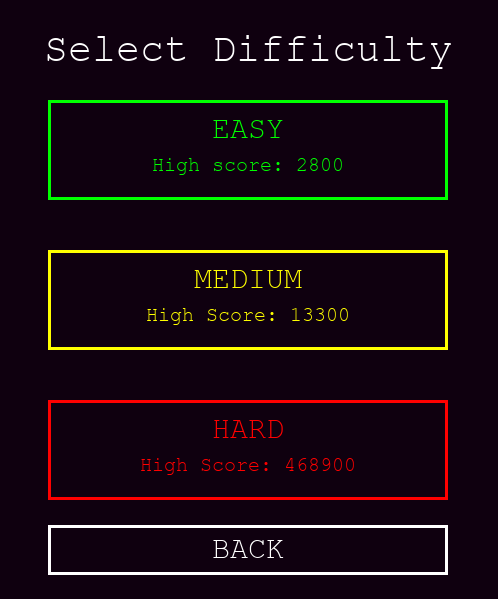 Select Difficulty
EASY
High score: 2800
MEDIUM
High Score: 13300
HARD
High Score: 468900
BACK